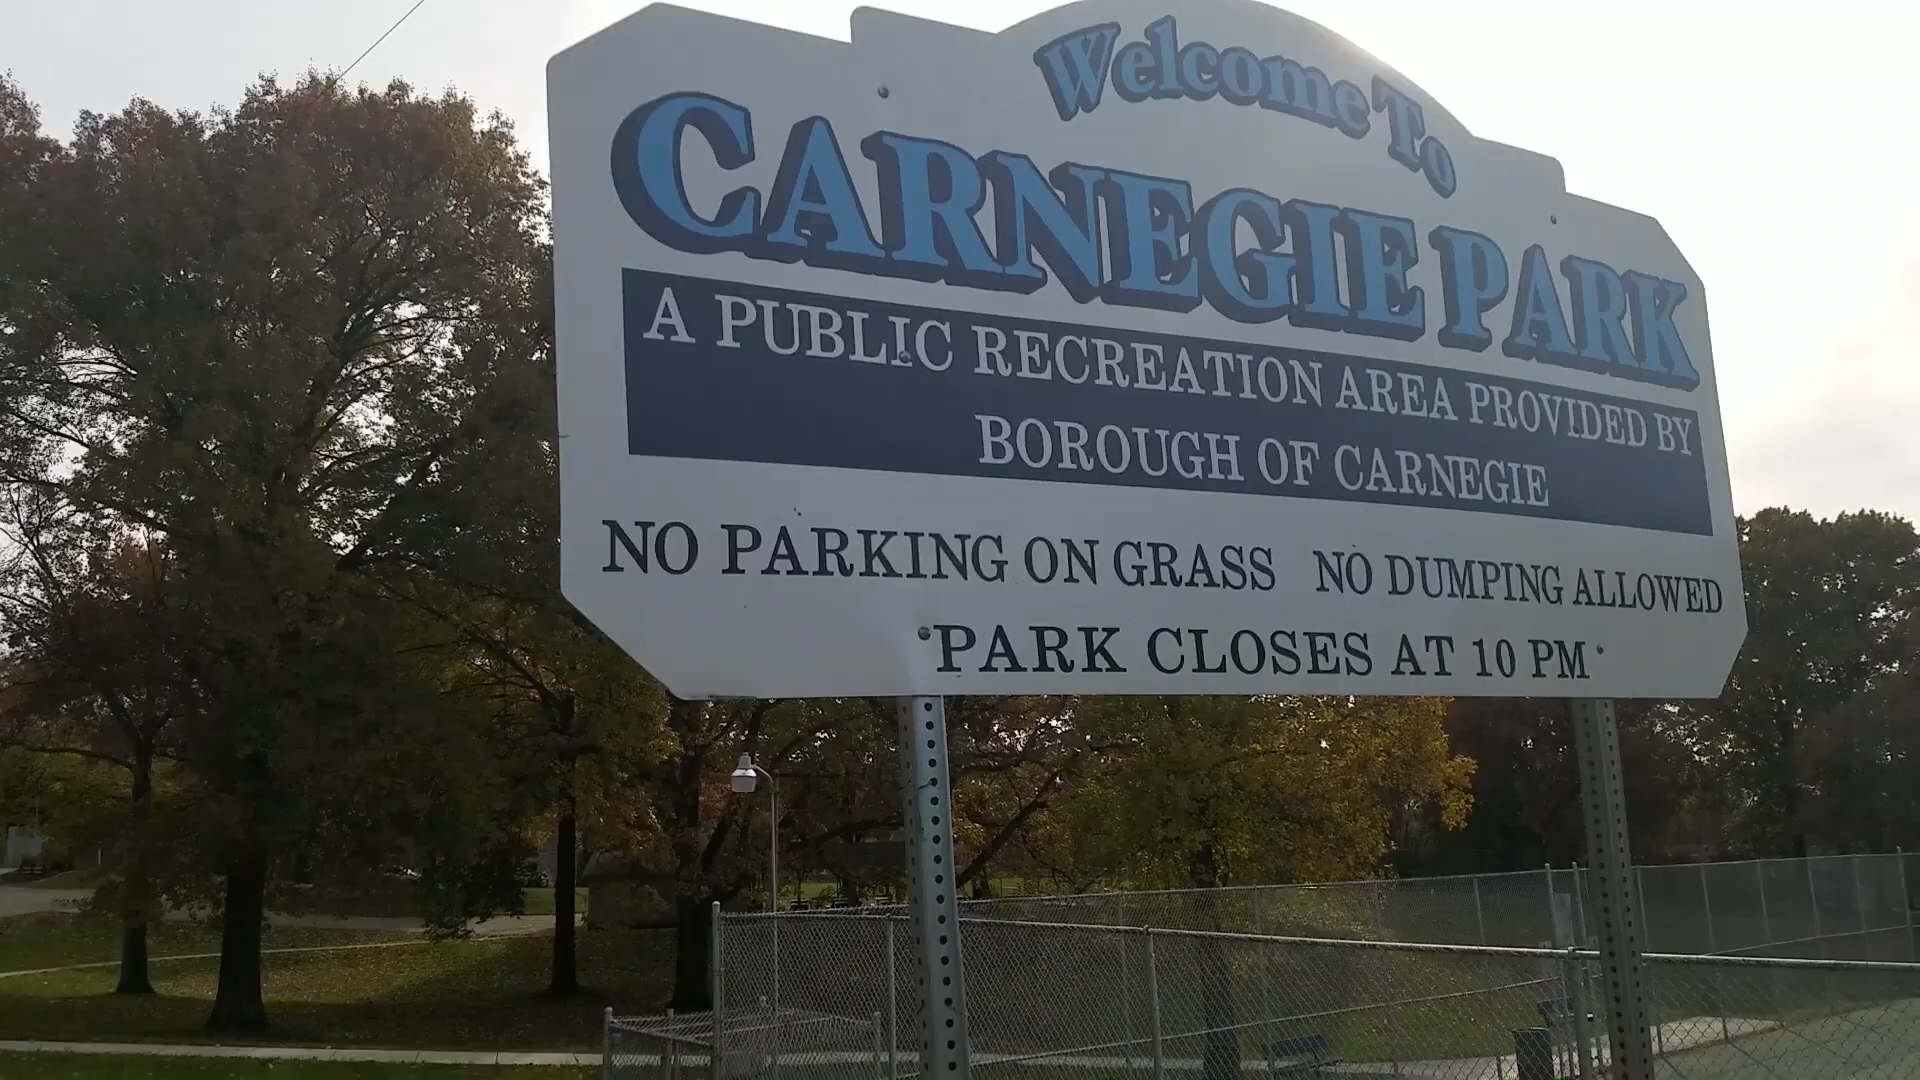 Welcome To
CARNEGIE PARK
A PUBLIC RECREATION AREA PROVIDED BY
BOROUGH OF CARNEGIE
NO PARKING ON GRASS NO DUMPING ALLOWED
PARK CLOSES AT 10 PM